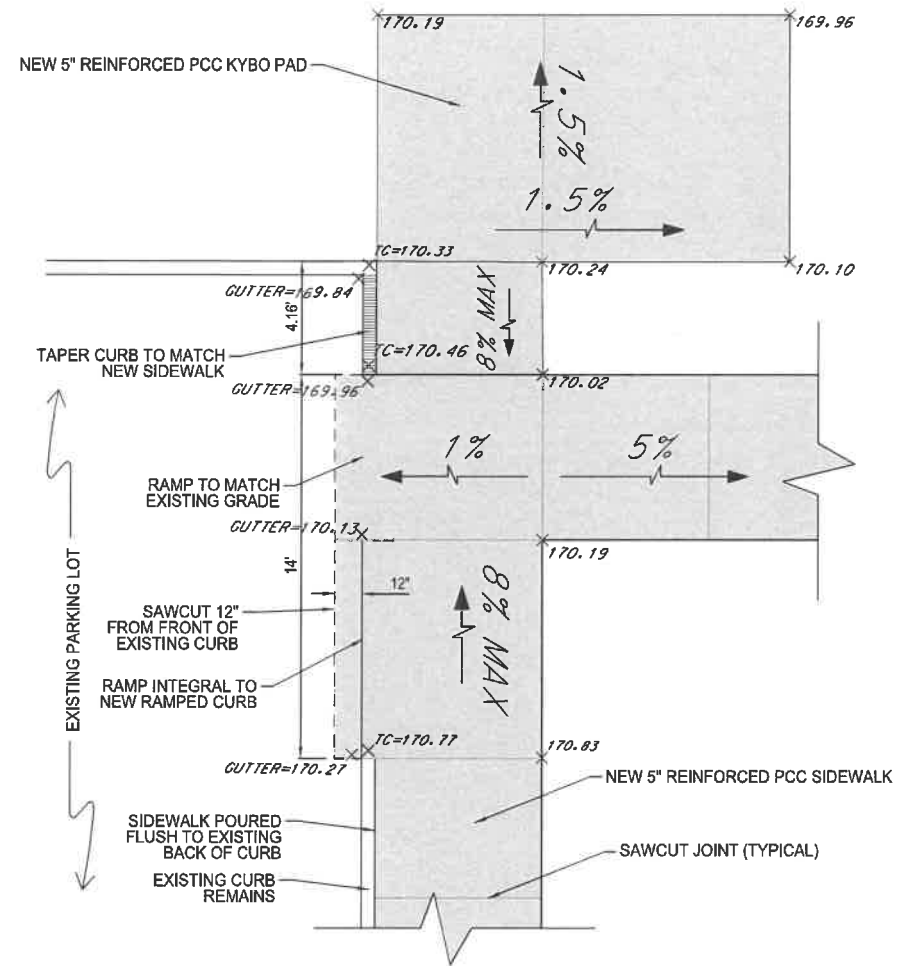 170.19
169.96
NEW 5" REINFORCED PCC KYBO PAD
1.5%
1.5%
TC=170.33
170.24
170.10
GUTTER=169.84
4.16'
8% MAX
TAPER CURB TO MATCH
NEW SIDEWALK
TC=170.46
GUTTER=169.96
170.02
1%
5%
RAMP TO MATCH
EXISTING GRADE
GUTTER=170.13
170.19
14'
12"
EXISTING PARKING LOT
SAWCUT 12"
FROM FRONT OF
EXISTING CURB
8% MAX
RAMP INTEGRAL TO
NEW RAMPED CURB
TC=170.77
170.83
GUTTER=170.27
NEW 5" REINFORCED PCC SIDEWALK
SIDEWALK POURED
FLUSH TO EXISTING
BACK OF CURB
SAWCUT JOINT (TYPICAL)
EXISTING CURB
REMAINS